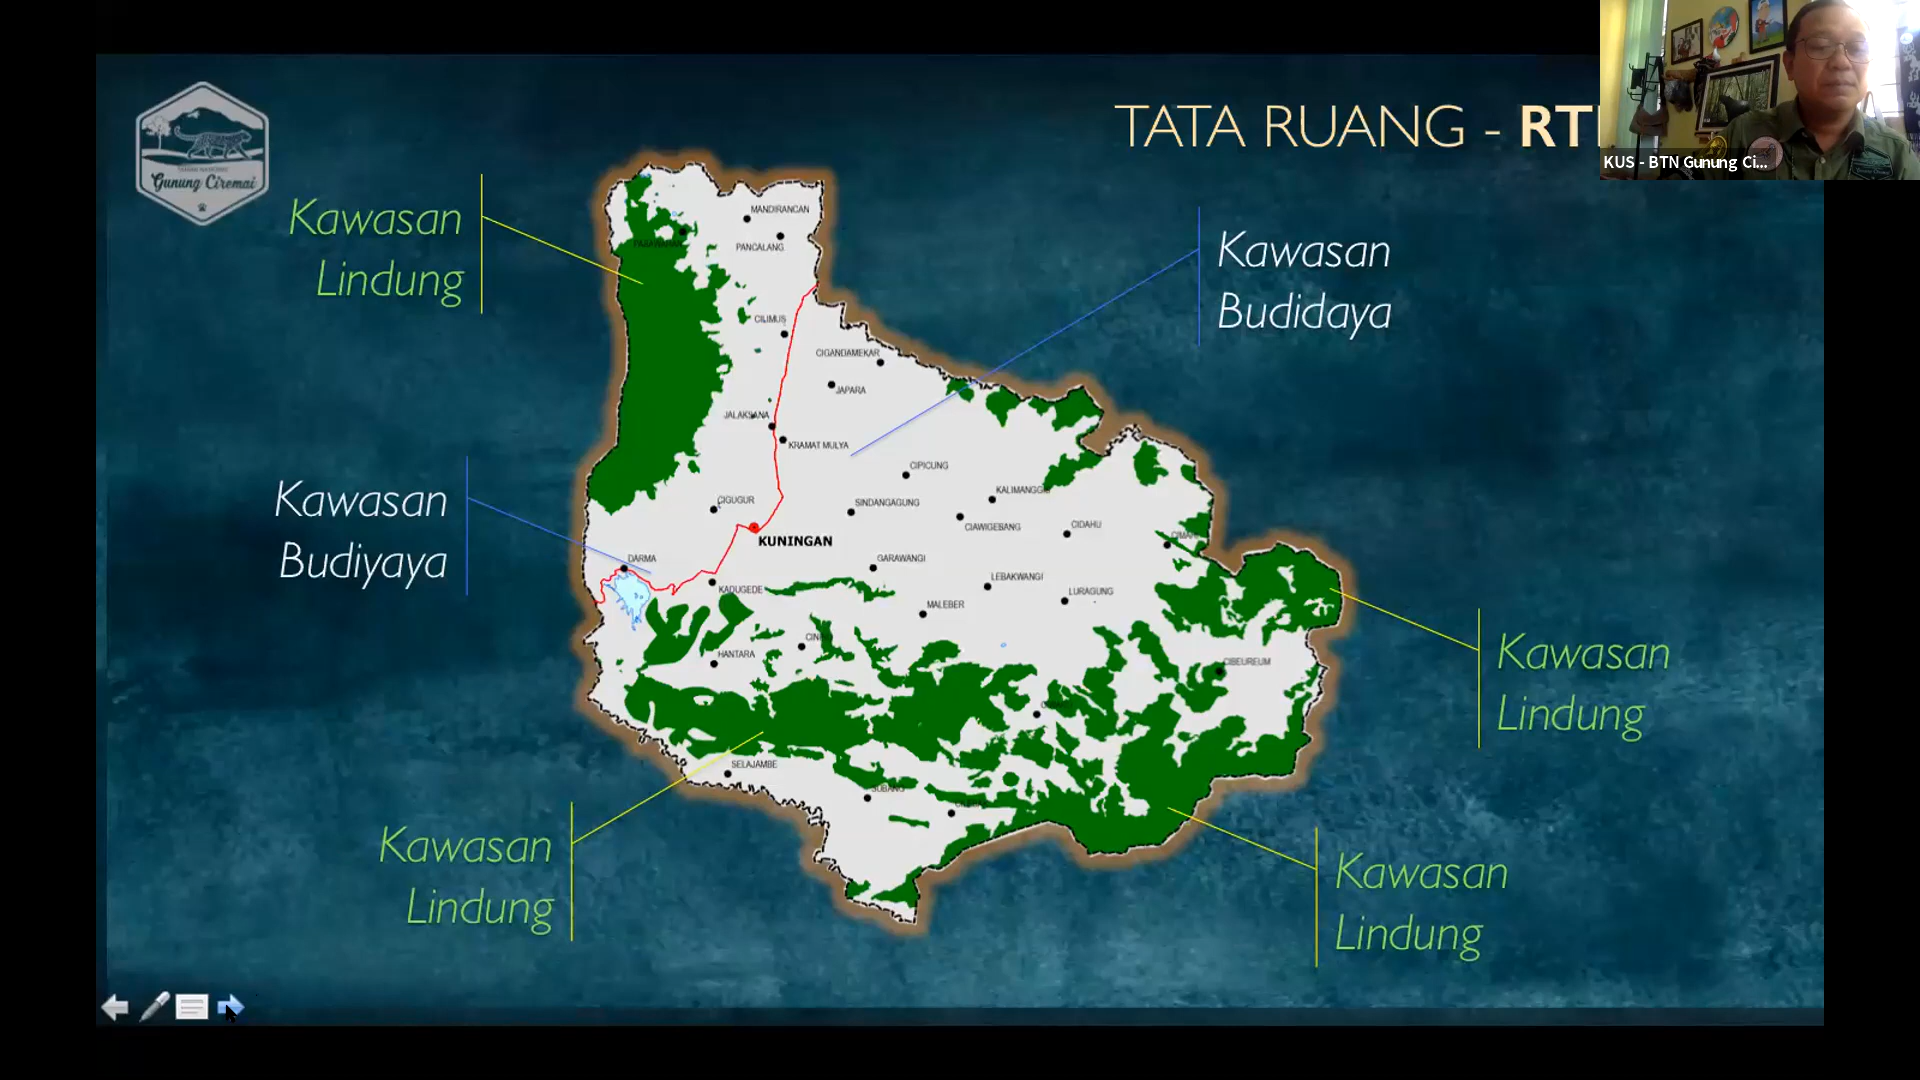 TATA RUANG - RT
KUS - BTN Gunung Ci...
Gunung Ciremai
Kawasan
Lindung
Kawasan
Budidaya
Kawasan
Budiyaya
Kawasan
Lindung
Kawasan
Lindung
Kawasan
Lindung
MANDIRANCAN
PANCALANG
CILIMUS
CIGANDAMEKAR
JAPARA
JALAKSANA
KRAMAT MULYA
CIPICUNG
KALIMANGGIS
CIGUGUR
SINDANGAGUNG
CIAWIGEBANG
CIDAHU
KUNINGAN
DARMA
GARAWANGI
LEBAKWANGI
KADUGEDE
LURAGUNG
MALEBER
HANTARA
CIBEUREUM
SELAJAMBE
SUBANG